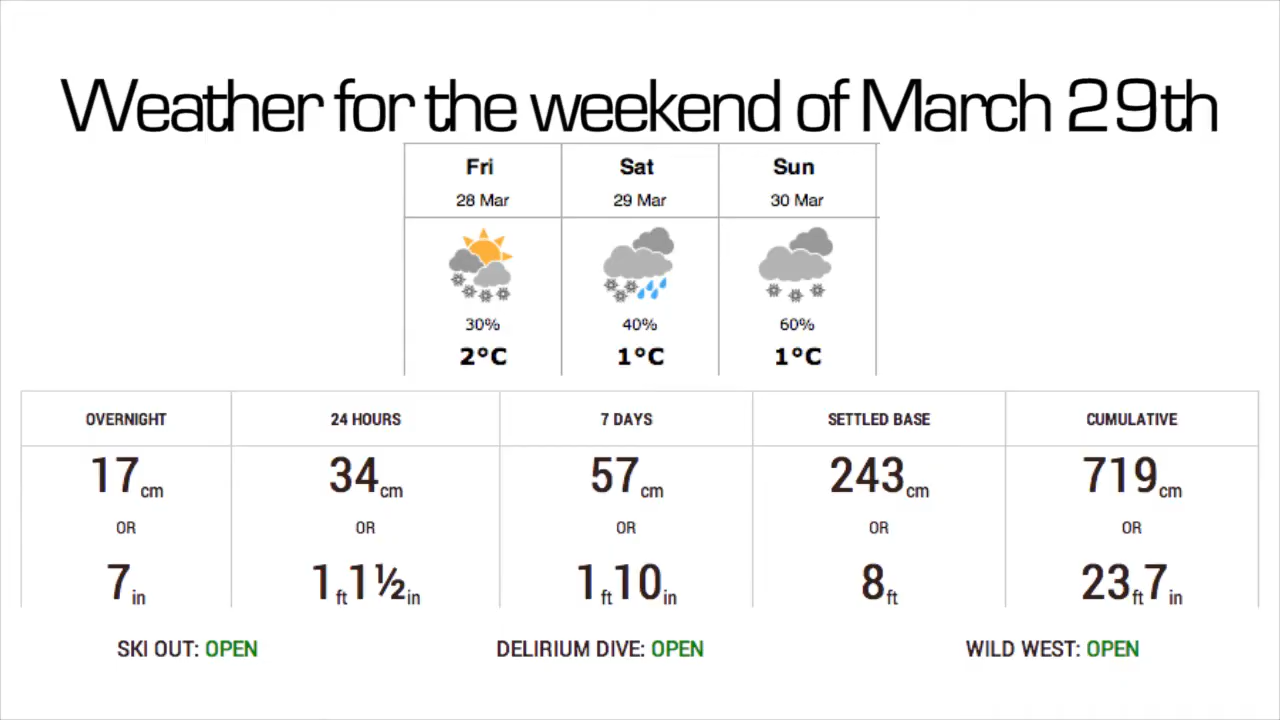 Weather for the weekend of March 29th
Fri Sat Sun
28 Mar 29 Mar 30 Mar
30% 40% 60%
2°C 1°C 1°C
OVERNIGHT 24 HOURS 7 DAYS SETTLED BASE CUMULATIVE
17cm 34cm 57cm 243cm 719cm
OR OR OR OR OR
7in 1ft1½in 1ft10in 8ft 23ft7in
SKI OUT: OPEN DELIRIUM DIVE: OPEN WILD WEST: OPEN